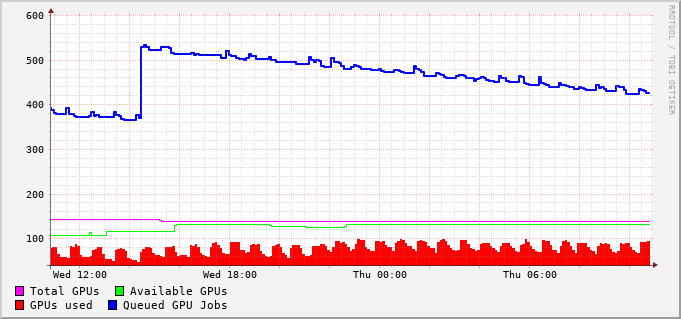 600
500
400
300
200
100
Wed 12:00 Wed 18:00 Thu 00:00 Thu 06:00
Total GPUs Available GPUs
GPUs used Queued GPU Jobs
RRDTOOL / TOBI OETIKER